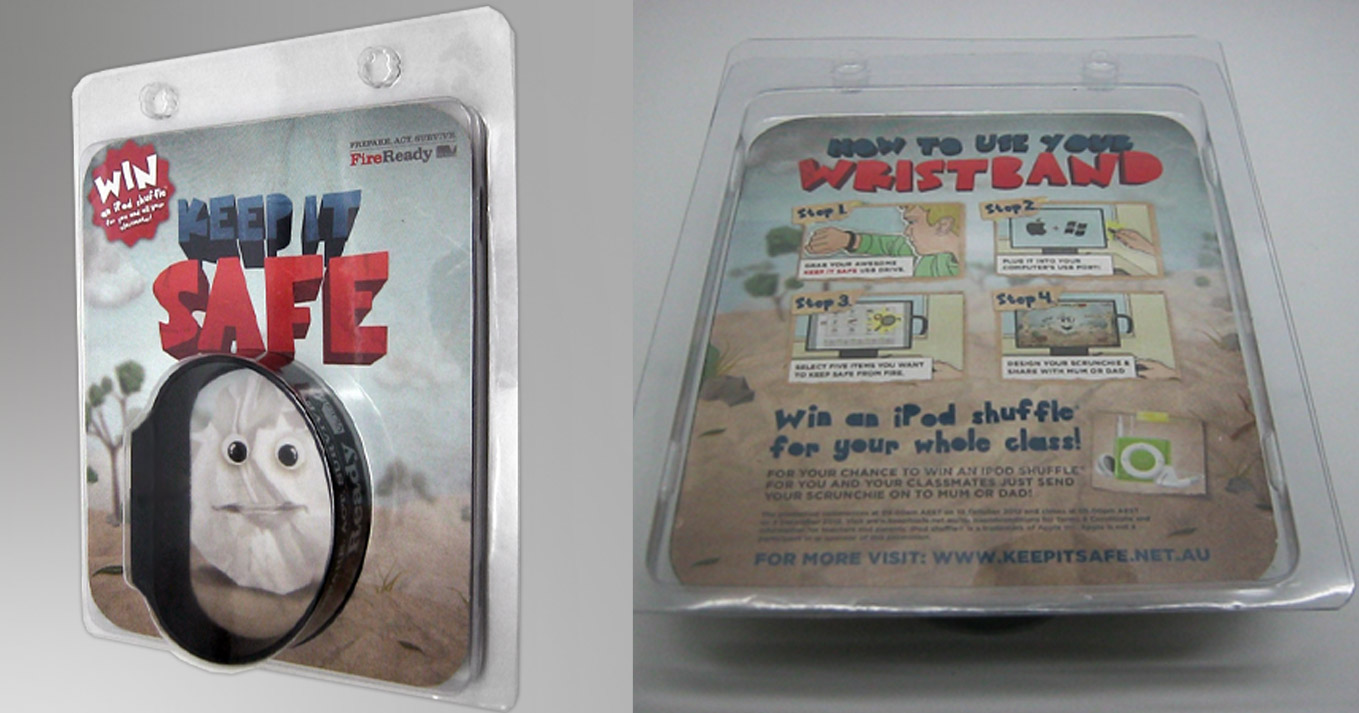 PREPARE. ACT. SURVIVE.
FireReady
WIN
an iPod shuffle
for you and all your
classmates!
KEEP IT
SAFE
HOW TO USE YOUR
WRISTBAND
Step 1.
GRAB YOUR AWESOME
KEEP IT SAFE USB DRIVE.
Step 2.
PLUG IT INTO YOUR
COMPUTER'S USB PORT!
Step 3.
SELECT FIVE ITEMS YOU WANT
TO KEEP SAFE FROM FIRE.
Step 4.
DESIGN YOUR SCRUNCHIE &
SHARE WITH MUM OR DAD
Win an iPod shuffle*
for your whole class!
FOR YOUR CHANCE TO WIN AN IPOD SHUFFLE*
FOR YOU AND YOUR CLASSMATES JUST SEND
YOUR SCRUNCHIE ON TO MUM OR DAD!
FOR MORE VISIT: WWW.KEEPITSAFE.NET.AU